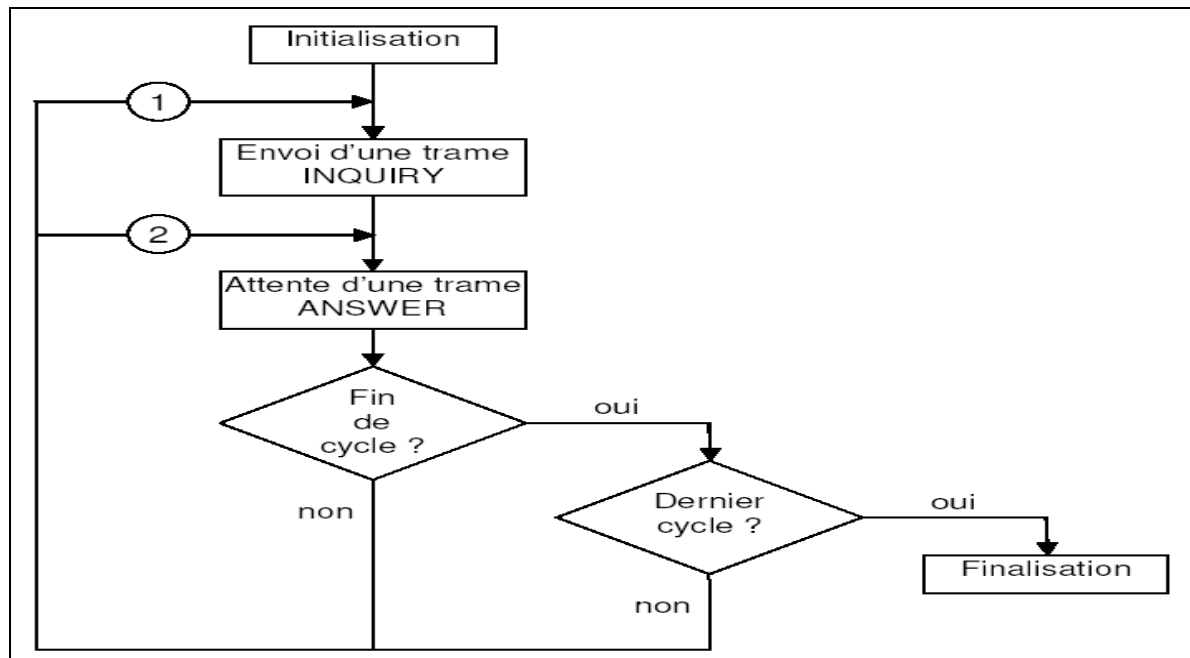 Initialisation
1
Envoi d'une trame
INQUIRY
2
Attente d'une trame
ANSWER
Fin
de
cycle ?
oui
non
Dernier
cycle ?
oui
non
Finalisation